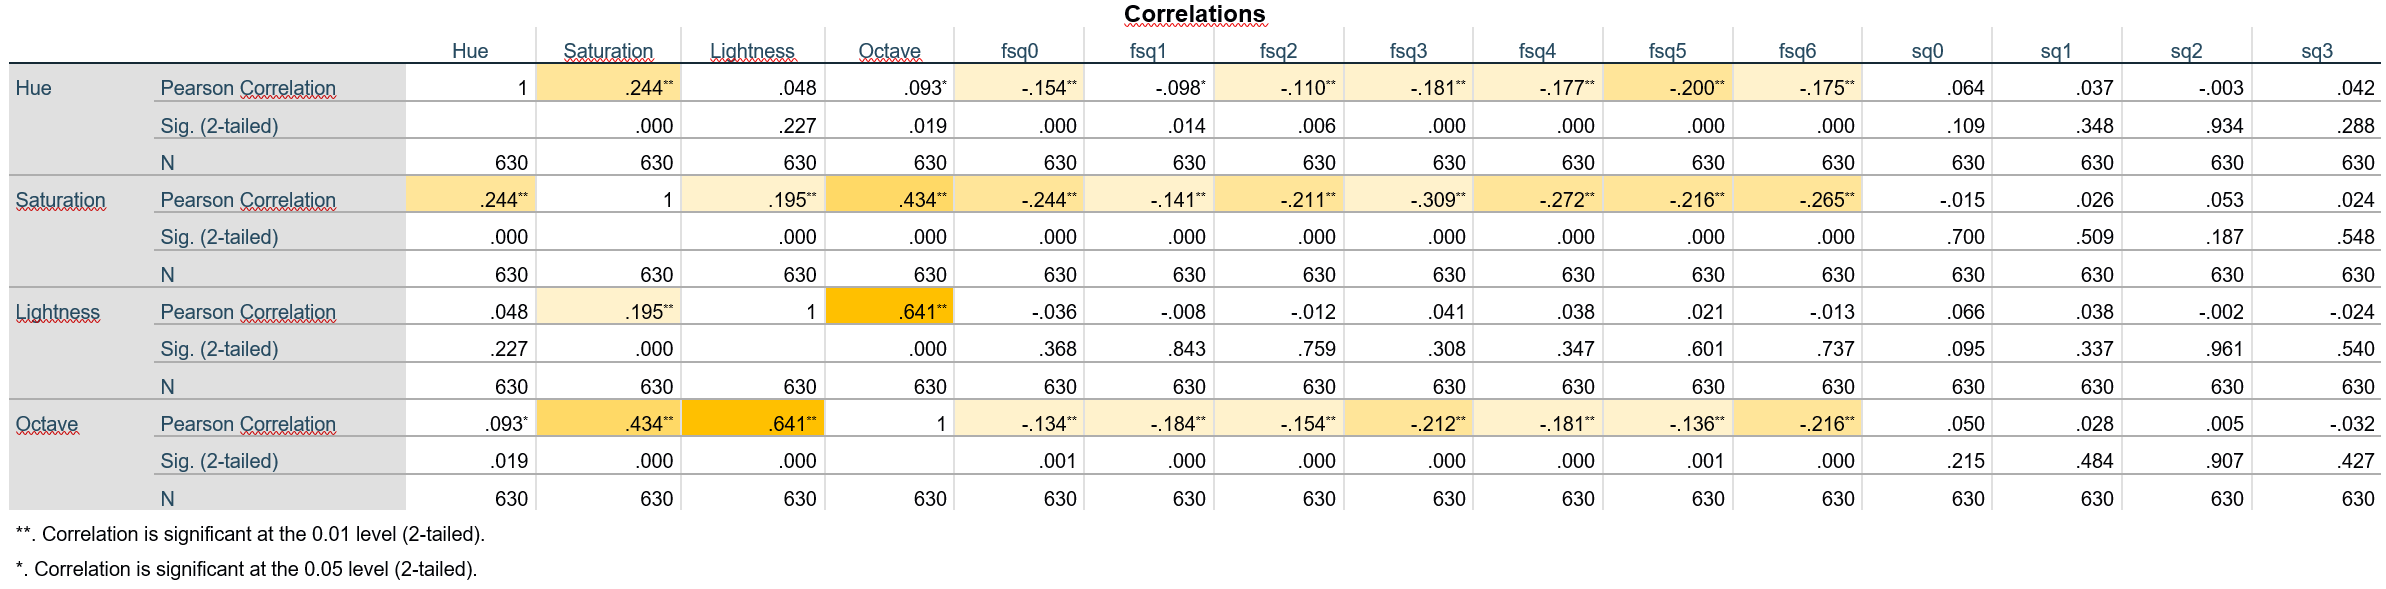 Correlations
Hue Saturation Lightness Octave fsq0 fsq1 fsq2 fsq3 fsq4 fsq5 fsq6 sq0 sq1 sq2 sq3
Hue Pearson Correlation 1 .244** .048 .093* -.154** -.098* -.110** -.181** -.177** -.200** -.175** .064 .037 -.003 .042
Sig. (2-tailed) .000 .227 .019 .000 .014 .006 .000 .000 .000 .000 .109 .348 .934 .288
N 630 630 630 630 630 630 630 630 630 630 630 630 630 630 630
Saturation Pearson Correlation .244** 1 .195** .434** -.244** -.141** -.211** -.309** -.272** -.216** -.265** -.015 .026 .053 .024
Sig. (2-tailed) .000 .000 .000 .000 .000 .000 .000 .000 .000 .000 .700 .509 .187 .548
N 630 630 630 630 630 630 630 630 630 630 630 630 630 630 630
Lightness Pearson Correlation .048 .195** 1 .641** -.036 -.008 -.012 .041 .038 .021 -.013 .066 .038 -.002 -.024
Sig. (2-tailed) .227 .000 .000 .368 .843 .759 .308 .347 .601 .737 .095 .337 .961 .540
N 630 630 630 630 630 630 630 630 630 630 630 630 630 630 630
Octave Pearson Correlation .093* .434** .641** 1 -.134** -.184** -.154** -.212** -.181** -.136** -.216** .050 .028 .005 -.032
Sig. (2-tailed) .019 .000 .000 .001 .000 .000 .000 .000 .001 .000 .215 .484 .907 .427
N 630 630 630 630 630 630 630 630 630 630 630 630 630 630 630
**. Correlation is significant at the 0.01 level (2-tailed).
*. Correlation is significant at the 0.05 level (2-tailed).